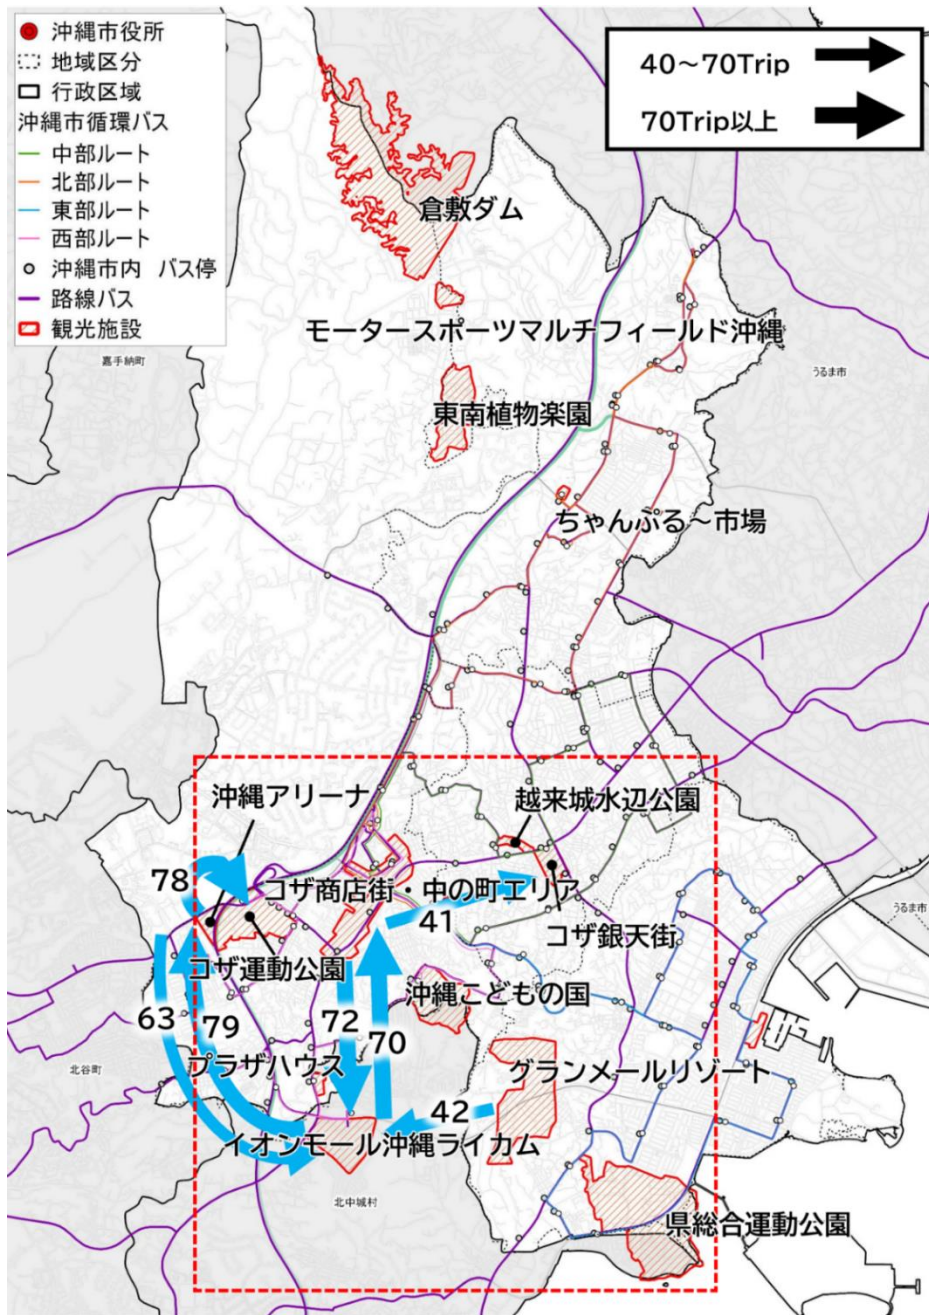 沖縄市役所
地域区分
行政区域
沖縄市循環バス
中部ルート
北部ルート
東部ルート
西部ルート
沖縄市内 バス停
路線バス
観光施設
40～70Trip
70Trip以上
倉敷ダム
モータースポーツマルチフィールド沖縄
嘉手納町
うるま市
東南植物楽園
ちゃんぷる～市場
沖縄アリーナ
越来城水辺公園
78
コザ商店街・中の町エリア
41
コザ銀天街
うるま市
コザ運動公園
沖縄こどもの国
63
79
72
70
北谷町
プラザハウス
グランメールリゾート
42
イオンモール沖縄ライカム
北中城村
県総合運動公園